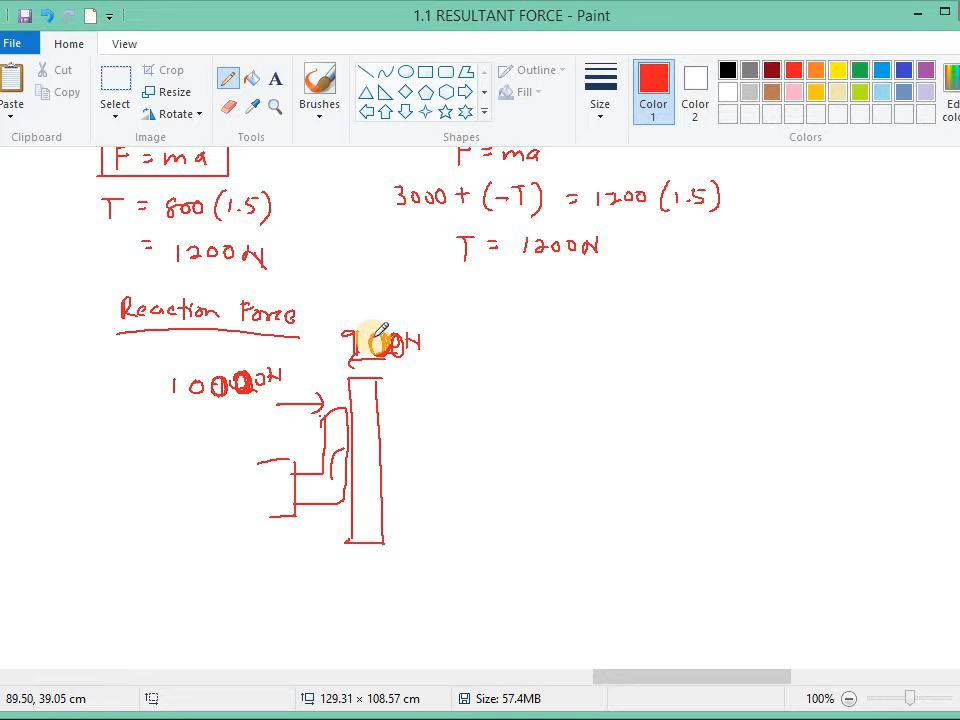 1.1 RESULTANT FORCE - Paint
File Home View
Paste Cut Copy Clipboard
Select Crop Resize Rotate Image
A Tools
Brushes
Outline Fill Shapes
Size
Color 1 Color 2 Colors
F = ma
F = ma
T = 800 (1.5)
3000 + (-T) = 1200 (1.5)
= 1200N
T = 1200N
Reaction Force
89.50, 39.05 cm 129.31 × 108.57 cm Size: 57.4MB 100%